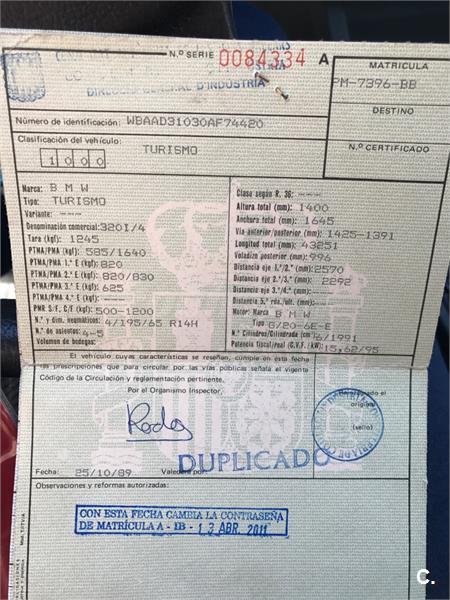 N.º SERIE 0084334 A
MATRICULA
DIRECCIO GENERAL D'INDUSTRIA
PM-7396-BB
DESTINO
Número de identificación: WBAAD31030AF74420
Clasificación del vehículo: TURISMO
N.º CERTIFICADO
1000
Marca: B M W
Tipo: TURISMO
Variante: ---
Denominación comercial: 320I/4
Tara (kgf): 1245
PTMA/PMA (kgf): 585/1640
PTMA/PMA 1.º E (kgf): 820
PTMA/PMA 2.º E (kgf): 820/830
PTMA/PMA 3.º E (kgf): 625
PTMA/PMA 4.º E (kgf): ---
PMR S/F, C/F (kgf): 500-1200
N.º y dim. neumáticos: 4/195/65 R14H
N.º de asientos: 4-5
Volumen de bodegas:
Clase según R. 36: ---
Altura total (mm): 1400
Anchura total (mm): 1645
Vía anterior/posterior (mm): 1425-1391
Longitud total (mm): 43251
Voladizo posterior (mm): 996
Distancia eje 1.º/2.º (mm): 2570
Distancia eje 2.º/3.º (mm): 2292
Distancia eje 3.º/4.º (mm): ---
Distancia 5.ª rda./ult. (mm): ---
Motor: Marca B M W
Tipo 8/20-6E-E
N.º Cilindros/Cilindrada (cm³) 6/1991
Potencia fiscal/real (C.V.F./kW): 15,62/95
El vehículo cuyas características se reseñan, cumple en esta fecha
las prescripciones que para circular por las vías públicas señala el vigente
Código de la Circulación y reglamentación pertinente.
Por el Organismo Inspector,
original
(sello)
DUPLICADO
Fecha: 25/10/89 Valedera por:
Observaciones y reformas autorizadas:
CON ESTA FECHA CAMBIA LA CONTRASEÑA
DE MATRÍCULA A - IB - 13 ABR. 2011
C.